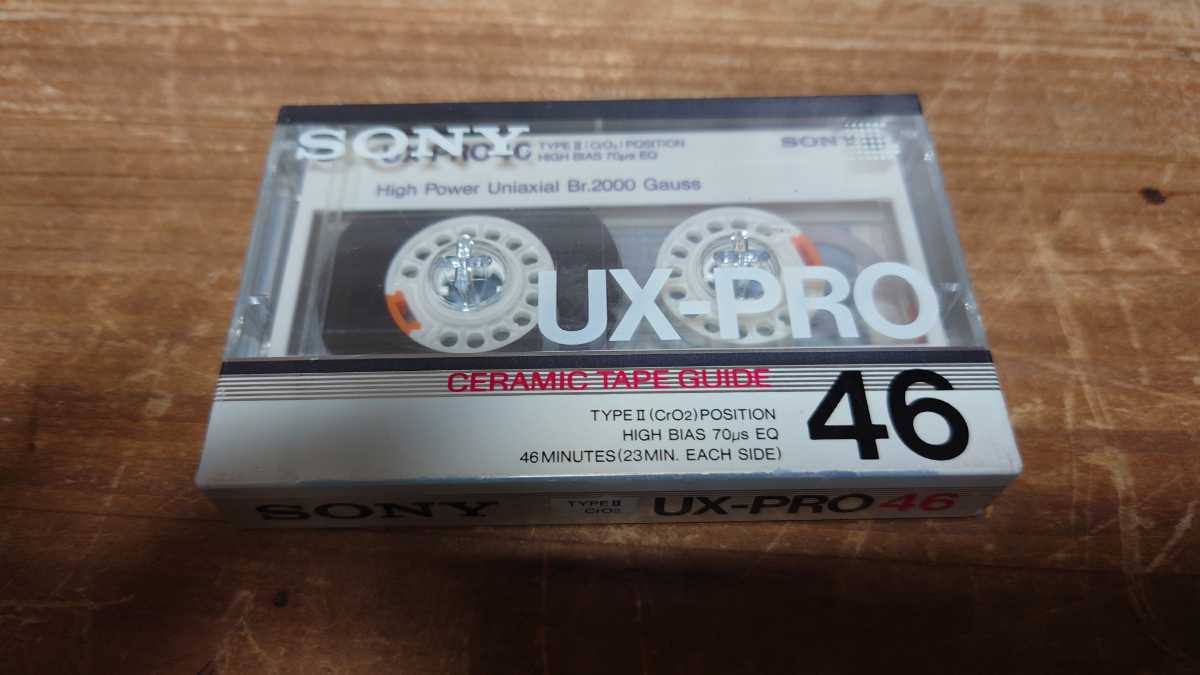 SONY
TYPE II (CrO2) POSITION
HIGH BIAS 70µs EQ
SONY
High Power Uniaxial Br.2000 Gauss
UX-PRO
CERAMIC TAPE GUIDE
TYPE II (CrO2) POSITION
HIGH BIAS 70µs EQ
46 MINUTES (23 MIN. EACH SIDE)
46
SONY
TYPE II
CrO2
UX-PRO 46